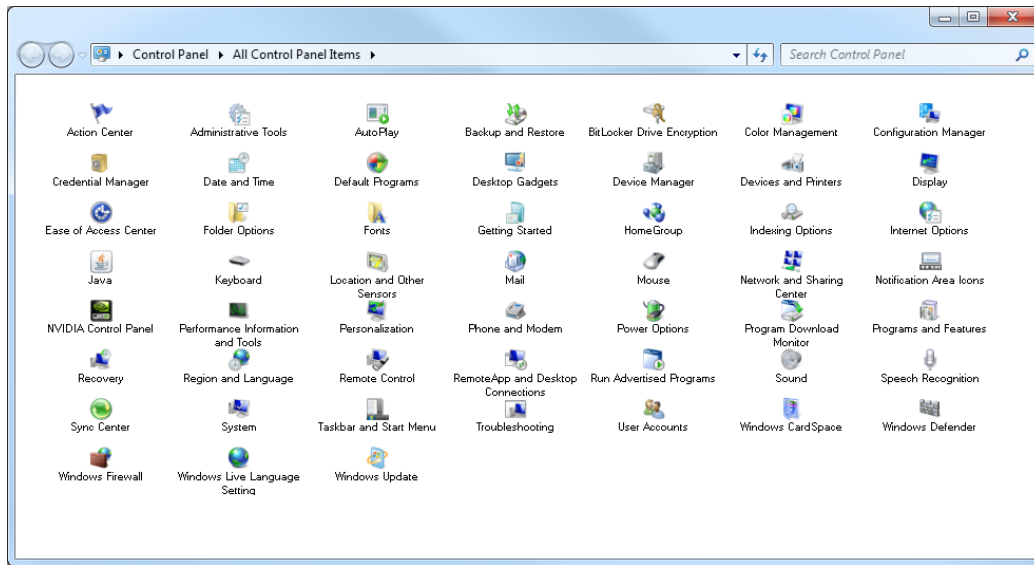 Control Panel All Control Panel Items Search Control Panel
Action Center Administrative Tools AutoPlay Backup and Restore BitLocker Drive Encryption Color Management Configuration Manager
Credential Manager Date and Time Default Programs Desktop Gadgets Device Manager Devices and Printers Display
Ease of Access Center Folder Options Fonts Getting Started HomeGroup Indexing Options Internet Options
Java Keyboard Location and Other Mail Mouse Network and Sharing Notification Area Icons
Sensors Center
NVIDIA Control Panel Performance Information Personalization Phone and Modem Power Options Program Download Programs and Features
and Tools Monitor
Recovery Region and Language Remote Control RemoteApp and Desktop Run Advertised Programs Sound Speech Recognition
Connections
Sync Center System Taskbar and Start Menu Troubleshooting User Accounts Windows CardSpace Windows Defender
Windows Firewall Windows Live Language Windows Update
Setting